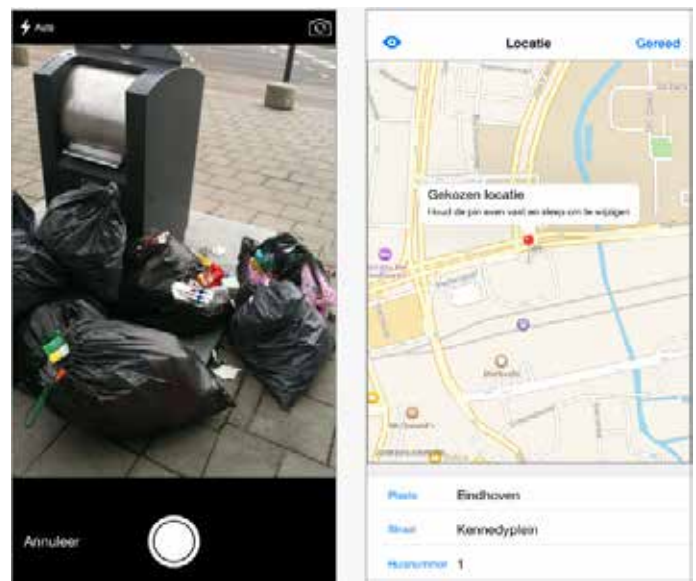 Auto
Annuleer
Locatie
Gereed
Gekozen locatie
Houd de pin even vast en sleep om te wijzigen
McDonald's
Plaats
Eindhoven
Straat
Kennedyplein
Huisnummer
1